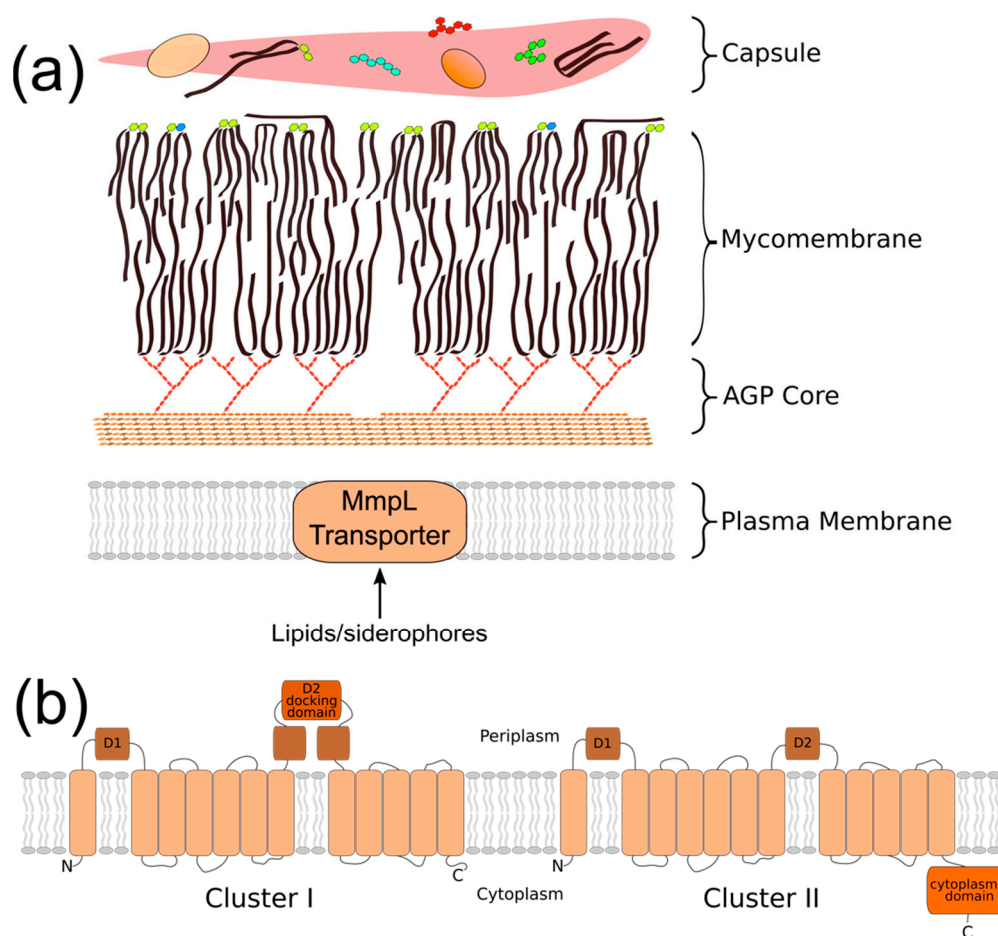 (a)
Capsule
Mycomembrane
AGP Core
MmpL
Transporter
Plasma Membrane
Lipids/siderophores
(b)
D2
docking
domain
D1
Periplasm
D1
D2
N
C
N
Cluster I
Cytoplasm
Cluster II
cytoplasm
domain
C